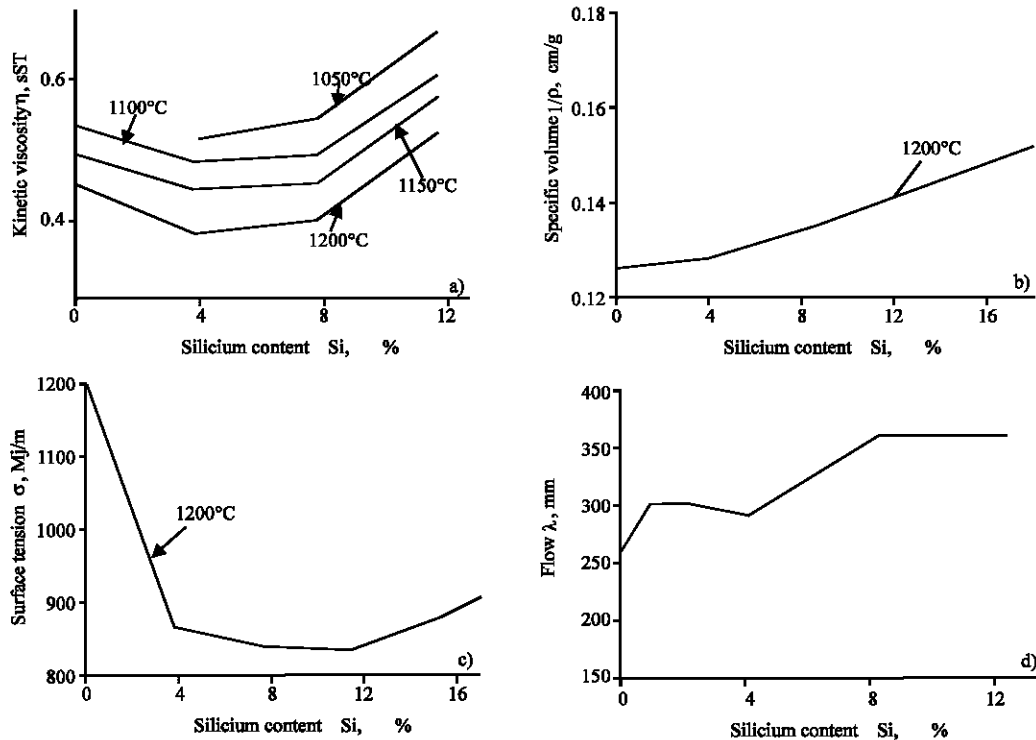 Kinetic viscosity η, sST
0.6
0.4
1100°C
1050°C
1150°C
1200°C
a)
0
4
8
12
Silicium content Si, %
Specific volume 1/ρ, cm/g
0.18
0.16
0.14
0.12
1200°C
b)
0
4
8
12
16
Silicium content Si, %
Surface tension σ, Mj/m
1200
1100
1000
900
800
1200°C
c)
0
4
8
12
16
Silicium content Si, %
Flow λ, mm
400
350
300
250
200
150
d)
0
4
8
12
Silicium content Si, %